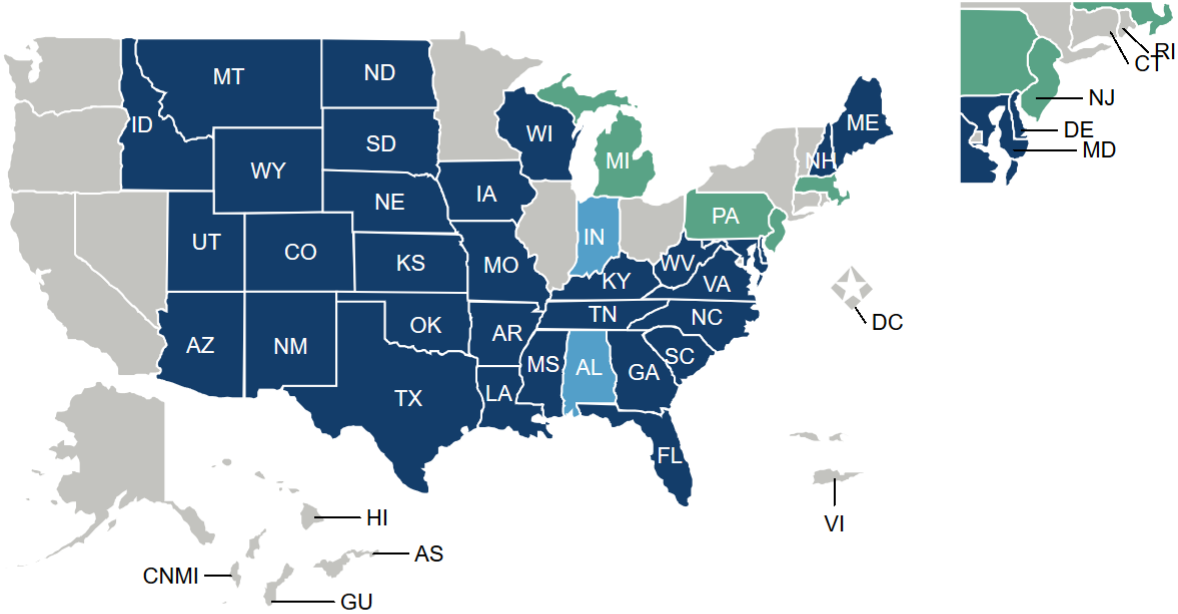 MT
ND
ID
WI
ME
SD
WY
MI
NH
IA
NE
PA
IN
UT
CO
KS
MO
WV
KY
VA
TN
NC
OK
AR
AZ
NM
SC
MS
AL
GA
LA
TX
FL
RI
CT
NJ
DE
MD
DC
VI
HI
AS
CNMI
GU